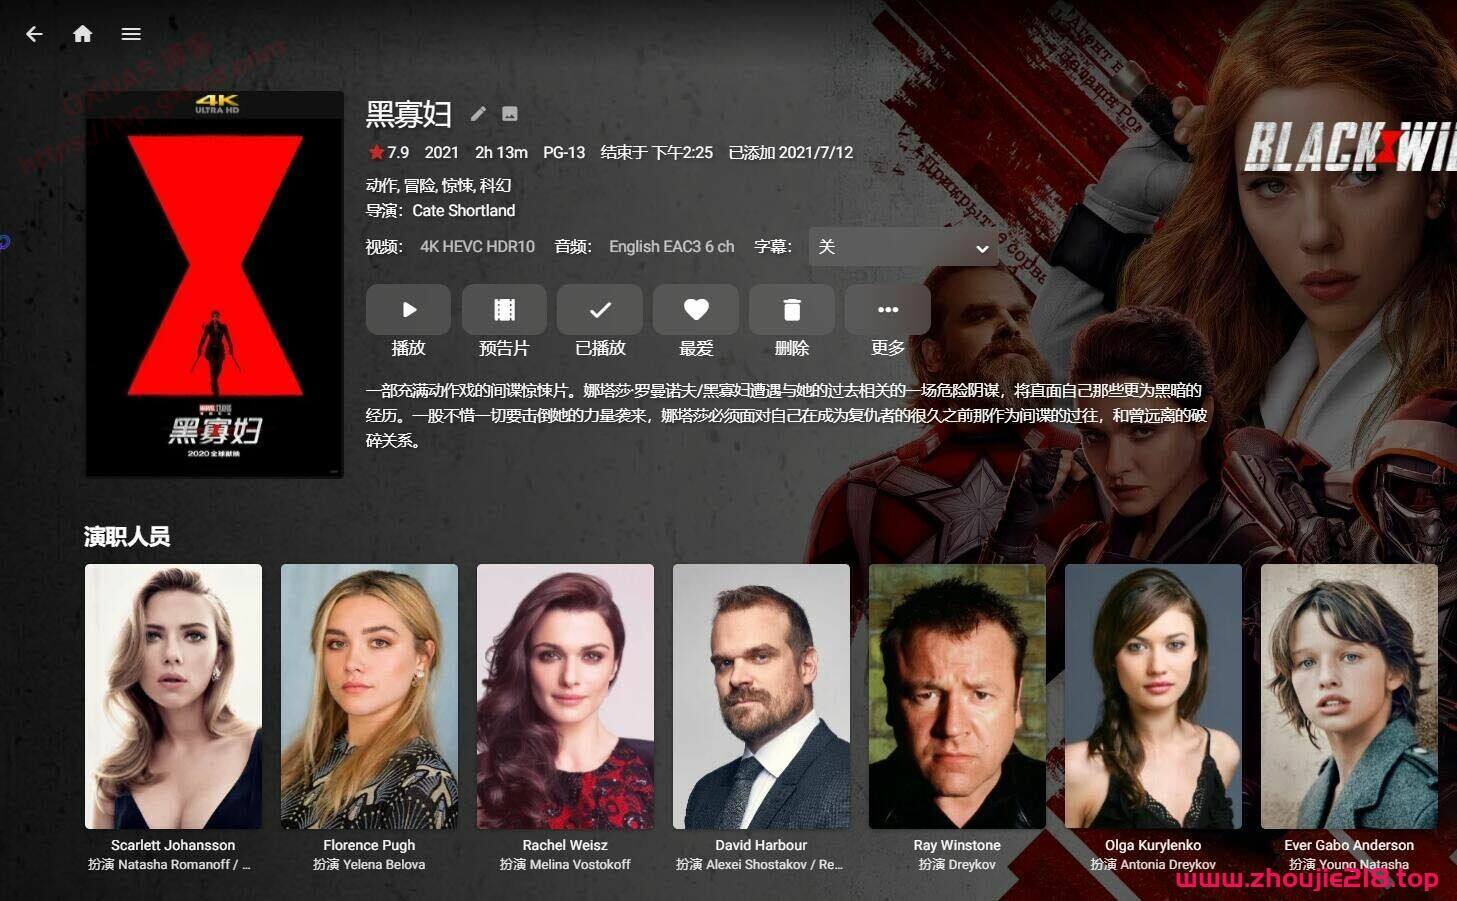 GXNAS 博客
https://wp.gxnas.com
4K
ULTRA HD
MARVEL STUDIOS
黑寡妇
2020 全球献映
黑寡妇
7.9 2021 2h 13m PG-13 结束于 下午2:25 已添加 2021/7/12
动作, 冒险, 惊悚, 科幻
导演: Cate Shortland
视频: 4K HEVC HDR10 音频: English EAC3 6 ch 字幕: 关
播放 预告片 已播放 最爱 删除 更多
一部充满动作戏的间谍惊悚片。娜塔莎·罗曼诺夫/黑寡妇遭遇与她的过去相关的一场危险阴谋，将直面自己那些更为黑暗的
经历。一股不惜一切要击倒她的力量袭来，娜塔莎必须面对自己在成为复仇者的很久之前那作为间谍的过往，和曾远离的破
碎关系。
BLACK WI
演职人员
Scarlett Johansson
扮演 Natasha Romanoff / ...
Florence Pugh
扮演 Yelena Belova
Rachel Weisz
扮演 Melina Vostokoff
David Harbour
扮演 Alexei Shostakov / Re...
Ray Winstone
扮演 Dreykov
Olga Kurylenko
扮演 Antonia Dreykov
Ever Gabo Anderson
扮演 Young Natasha
www.zhoujie218.top